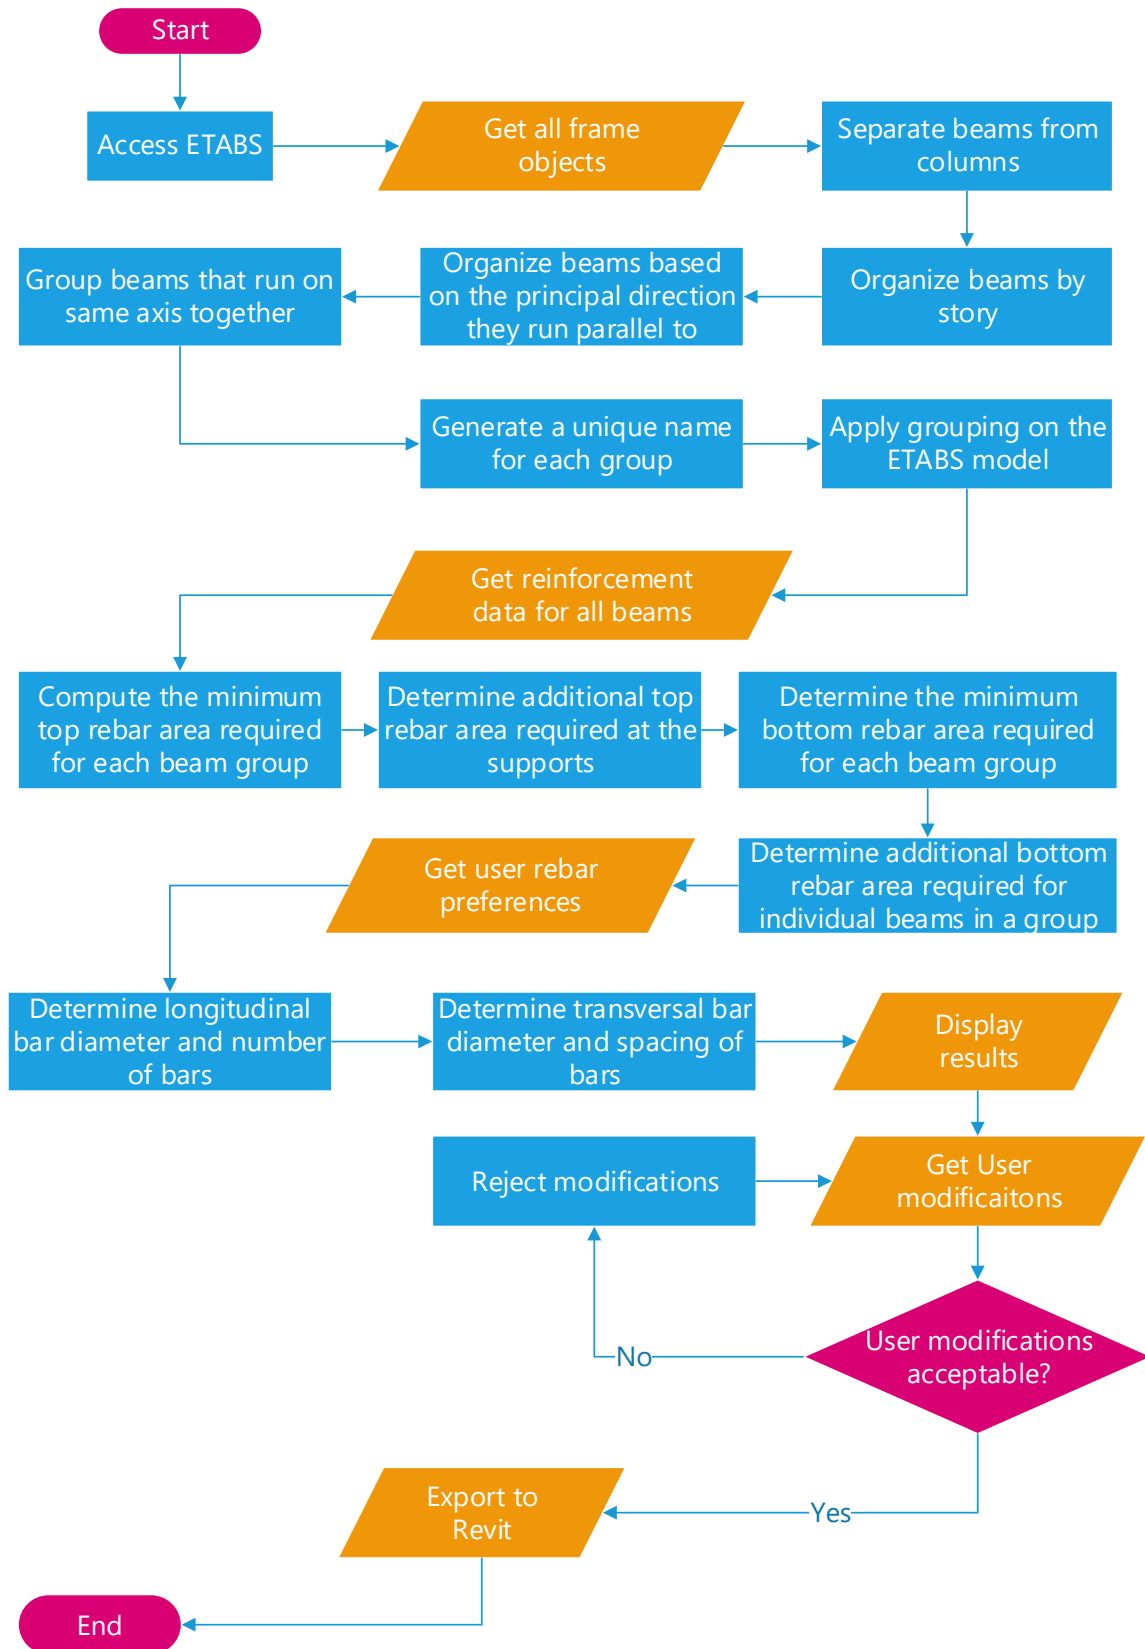 Start
Access ETABS
Get all frame
objects
Separate beams from
columns
Group beams that run on
same axis together
Organize beams based
on the principal direction
they run parallel to
Organize beams by
story
Generate a unique name
for each group
Apply grouping on the
ETABS model
Get reinforcement
data for all beams
Compute the minimum
top rebar area required
for each beam group
Determine additional top
rebar area required at the
supports
Determine the minimum
bottom rebar area required
for each beam group
Get user rebar
preferences
Determine additional bottom
rebar area required for
individual beams in a group
Determine longitudinal
bar diameter and number
of bars
Determine transversal bar
diameter and spacing of
bars
Display
results
Reject modifications
Get User
modificaitons
User modifications
acceptable?
No
Export to
Revit
Yes
End